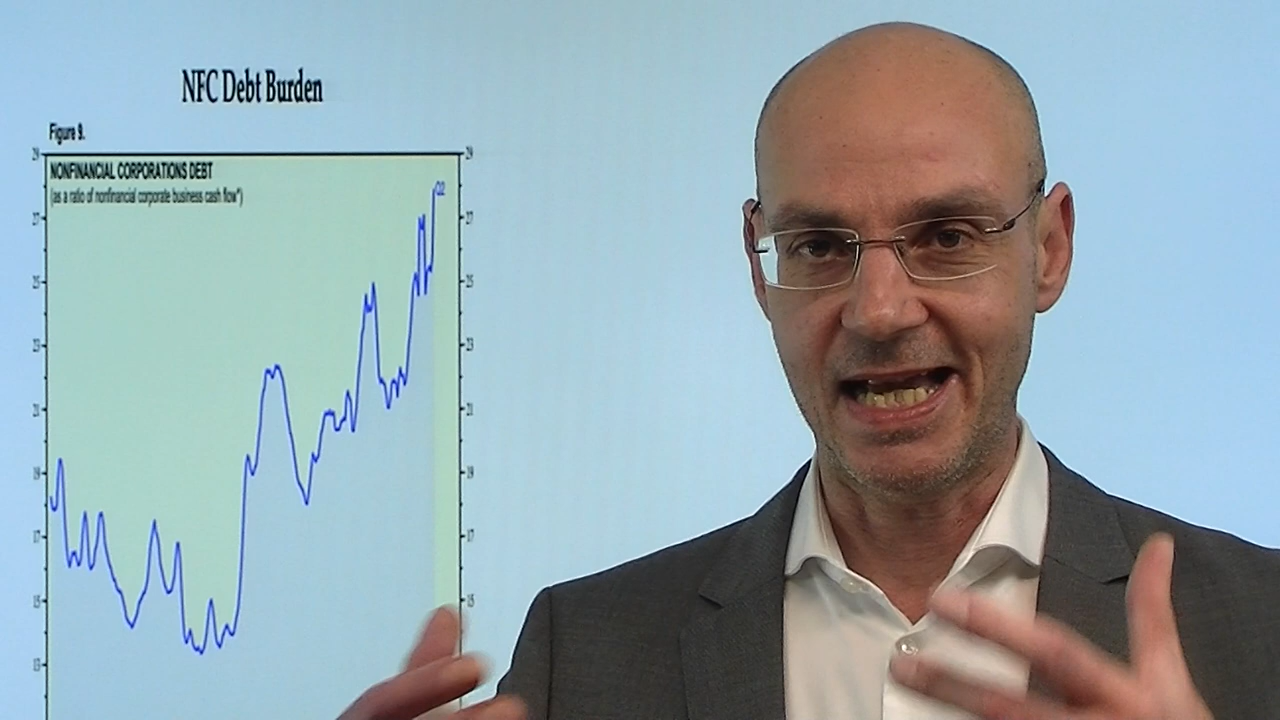 NFC Debt Burden
Figure 9.
NONFINANCIAL CORPORATIONS DEBT
(as a ratio of nonfinancial corporate business cash flow*)
29 29
Q2
27 27
25 25
23 23
21 21
19 19
17 17
15 15
13